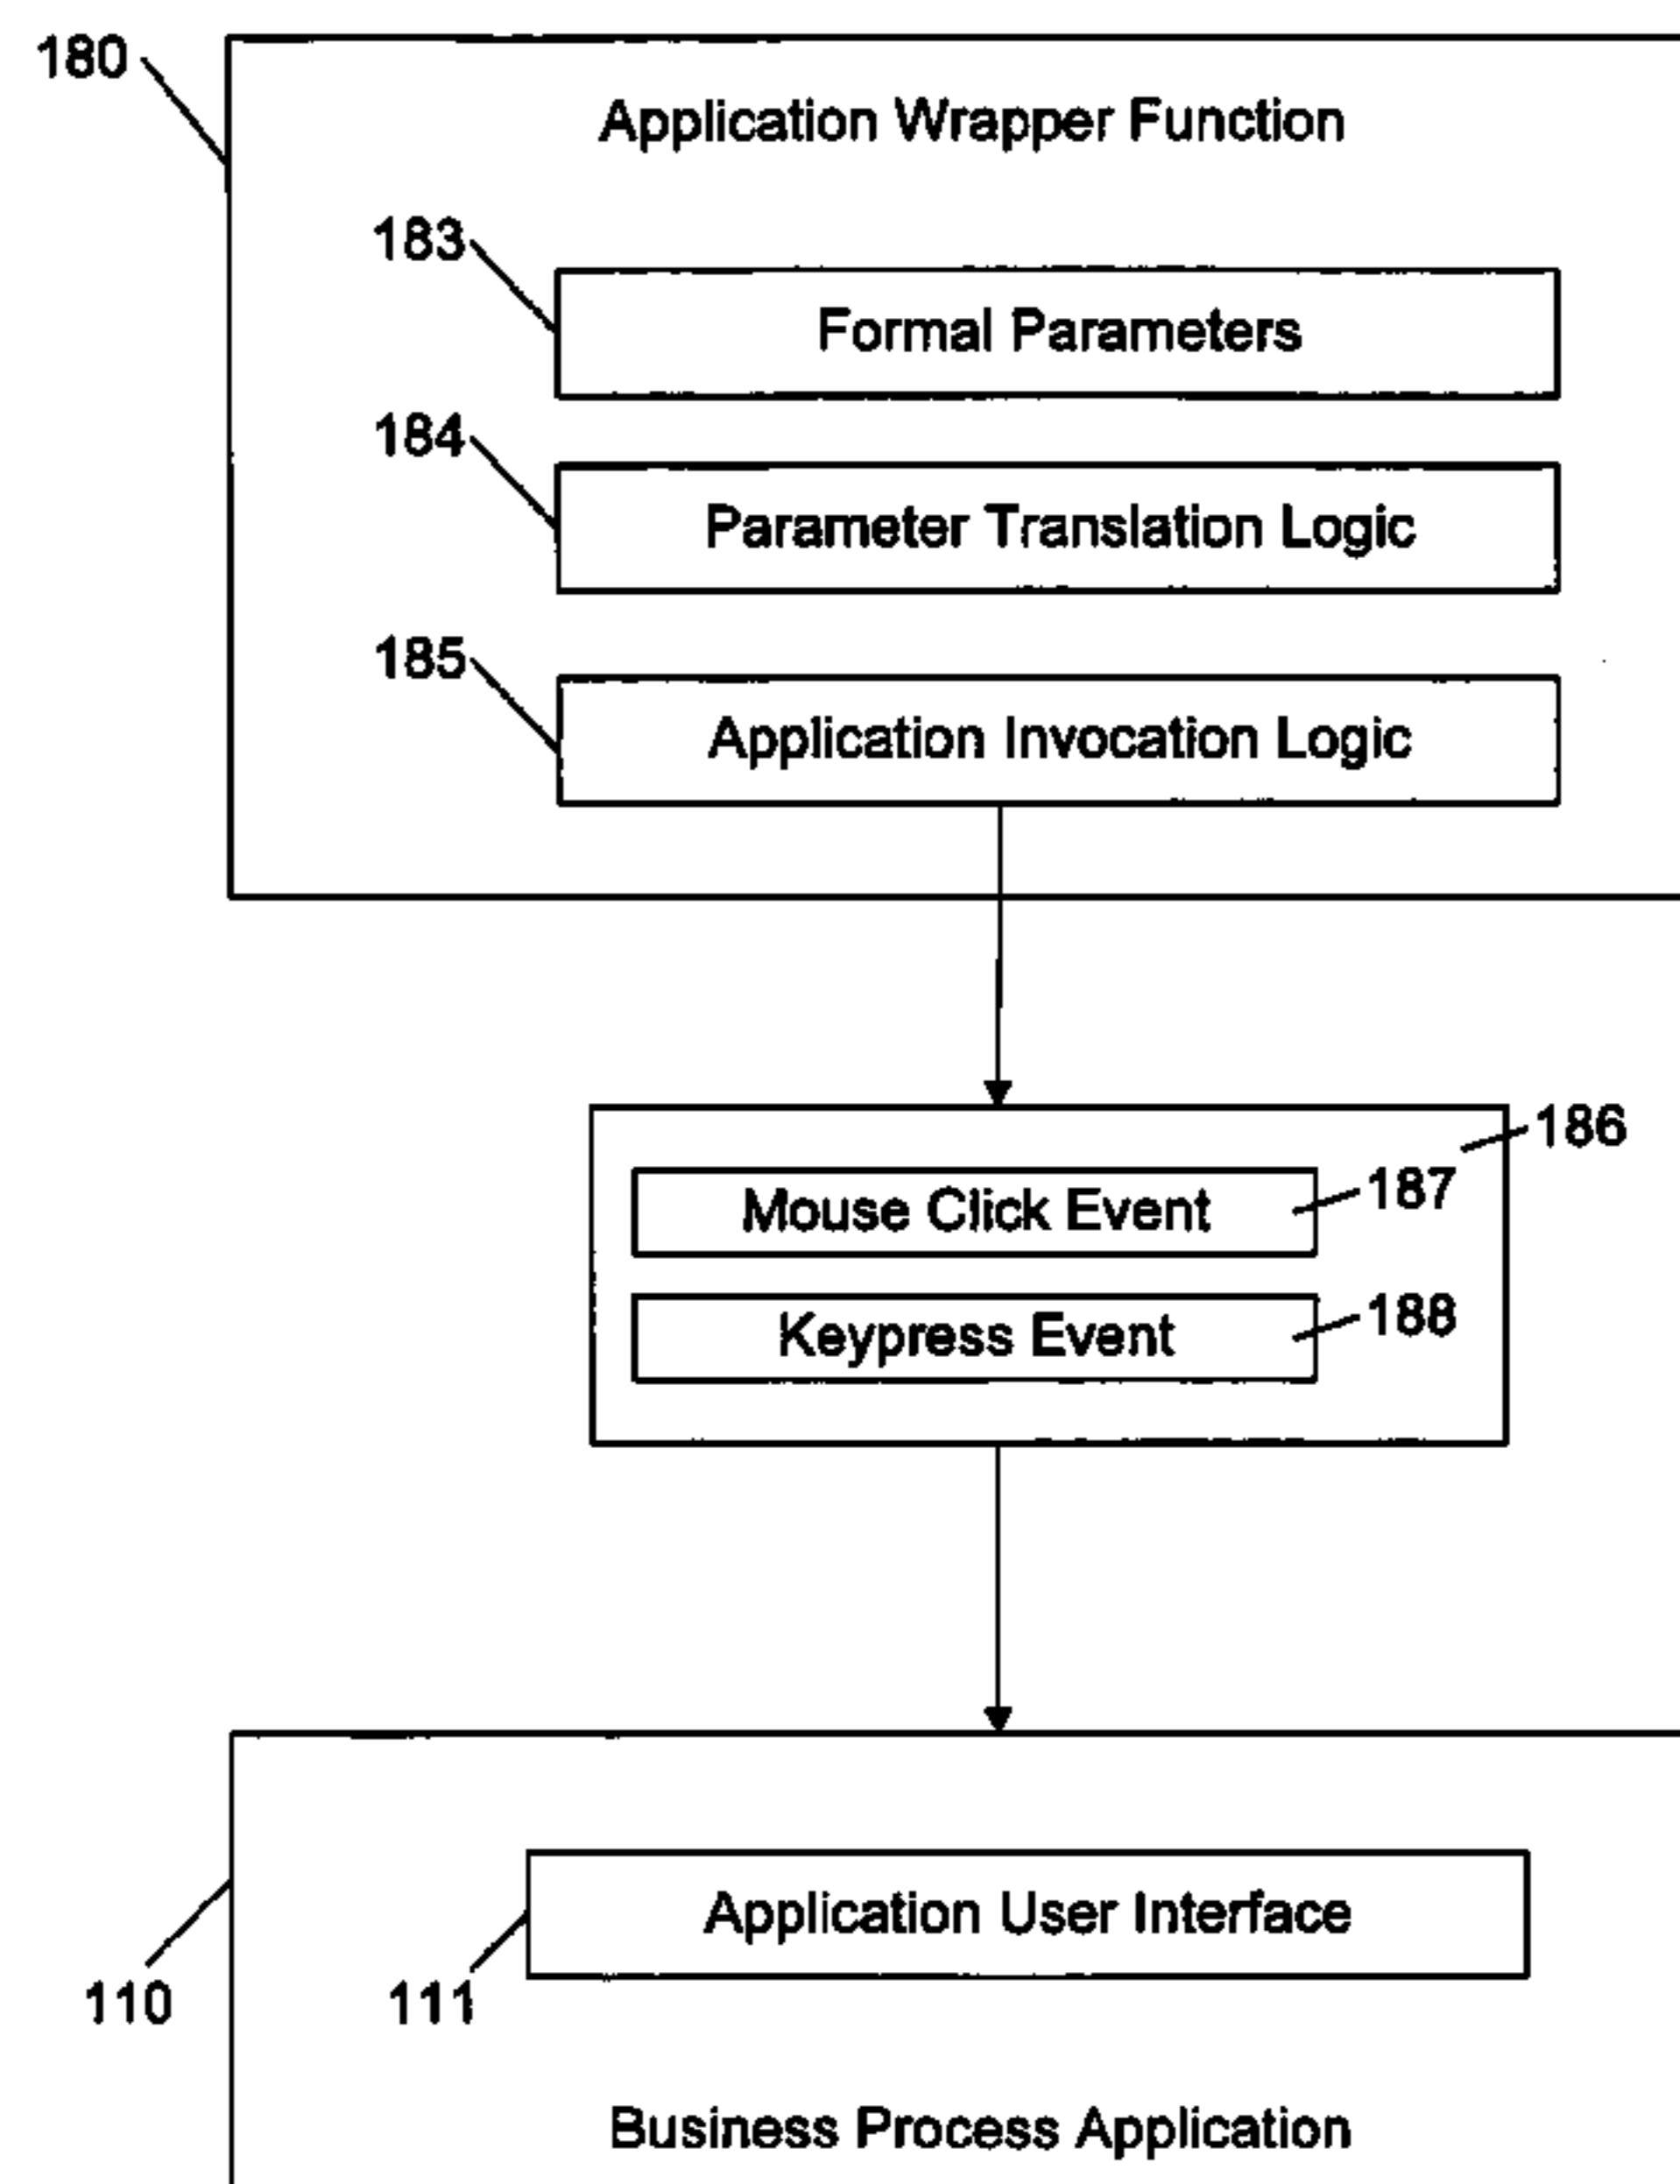 180
Application Wrapper Function
183
Formal Parameters
184
Parameter Translation Logic
185
Application Invocation Logic
186
Mouse Click Event
187
Keypress Event
188
Application User Interface
110
111
Business Process Application